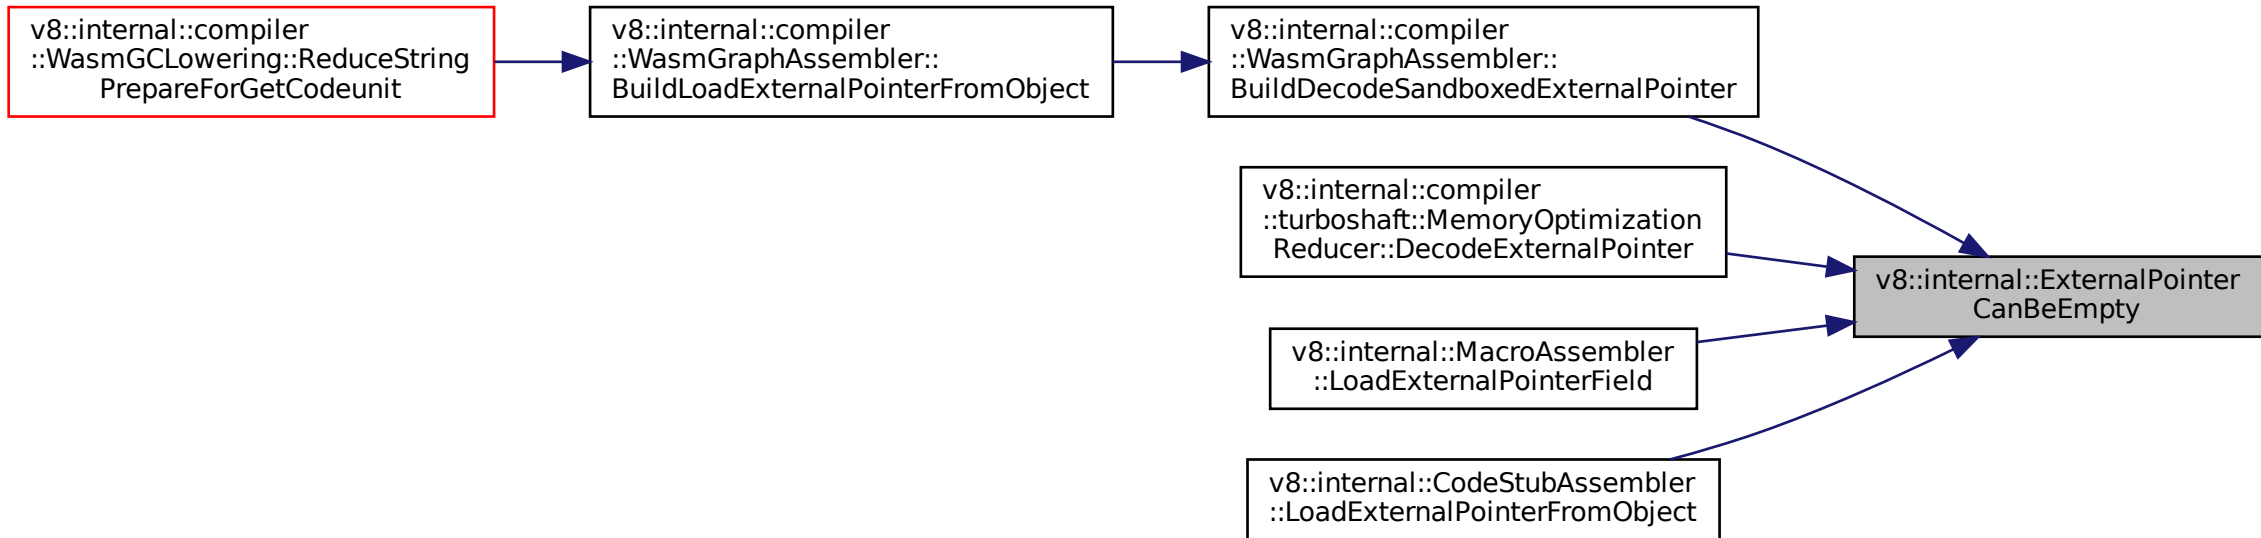 v8::internal::compiler
::WasmGCLowering::ReduceString
PrepareForGetCodeunit
v8::internal::compiler
::WasmGraphAssembler::
BuildLoadExternalPointerFromObject
v8::internal::compiler
::WasmGraphAssembler::
BuildDecodeSandboxedExternalPointer
v8::internal::compiler
::turboshaft::MemoryOptimization
Reducer::DecodeExternalPointer
v8::internal::MacroAssembler
::LoadExternalPointerField
v8::internal::CodeStubAssembler
::LoadExternalPointerFromObject
v8::internal::ExternalPointer
CanBeEmpty